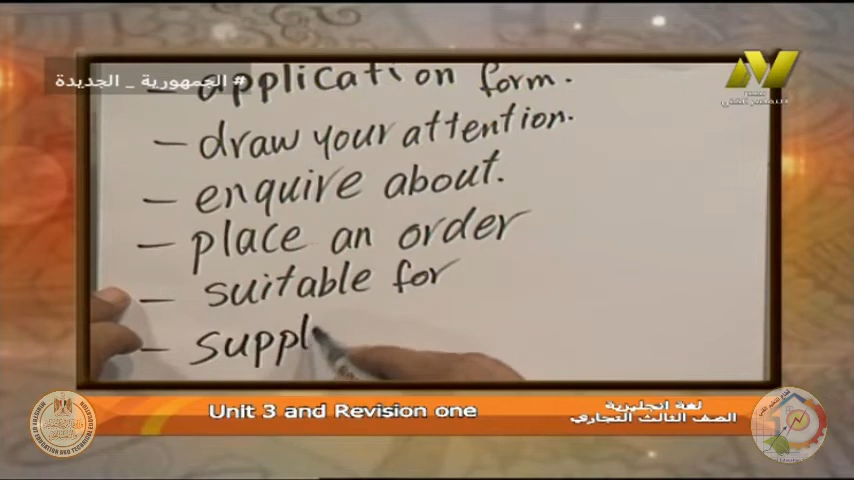 # الجمهورية _ الجديدة
- application form.
- draw your attention.
- enquire about.
- place an order
- suitable for
- suppl
Unit 3 and Revision one
لغة انجليزية
الصف الثالث التجاري